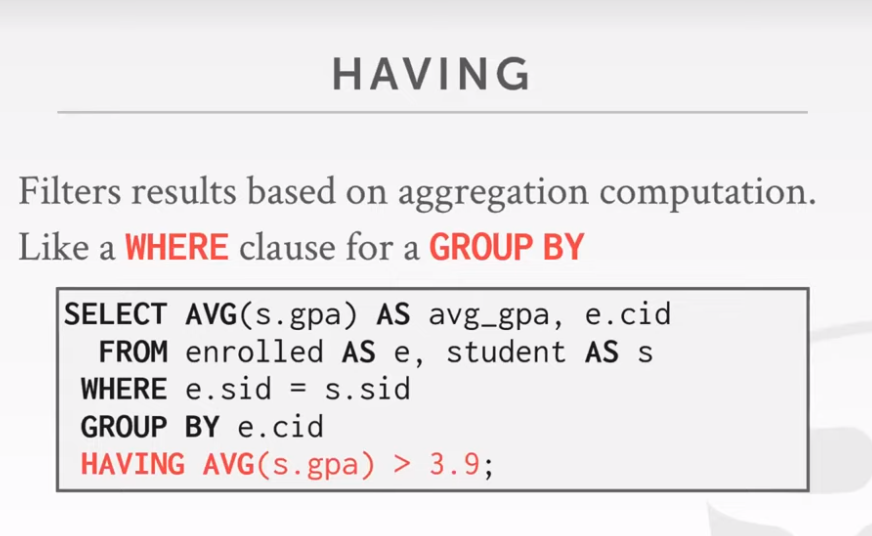 HAVING
Filters results based on aggregation computation.
Like a WHERE clause for a GROUP BY
SELECT AVG(s.gpa) AS avg_gpa, e.cid
FROM enrolled AS e, student AS s
WHERE e.sid = s.sid
GROUP BY e.cid
HAVING AVG(s.gpa) > 3.9;